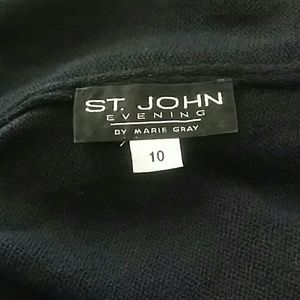 ST. JOHN
EVENING
BY MARIE GRAY
10